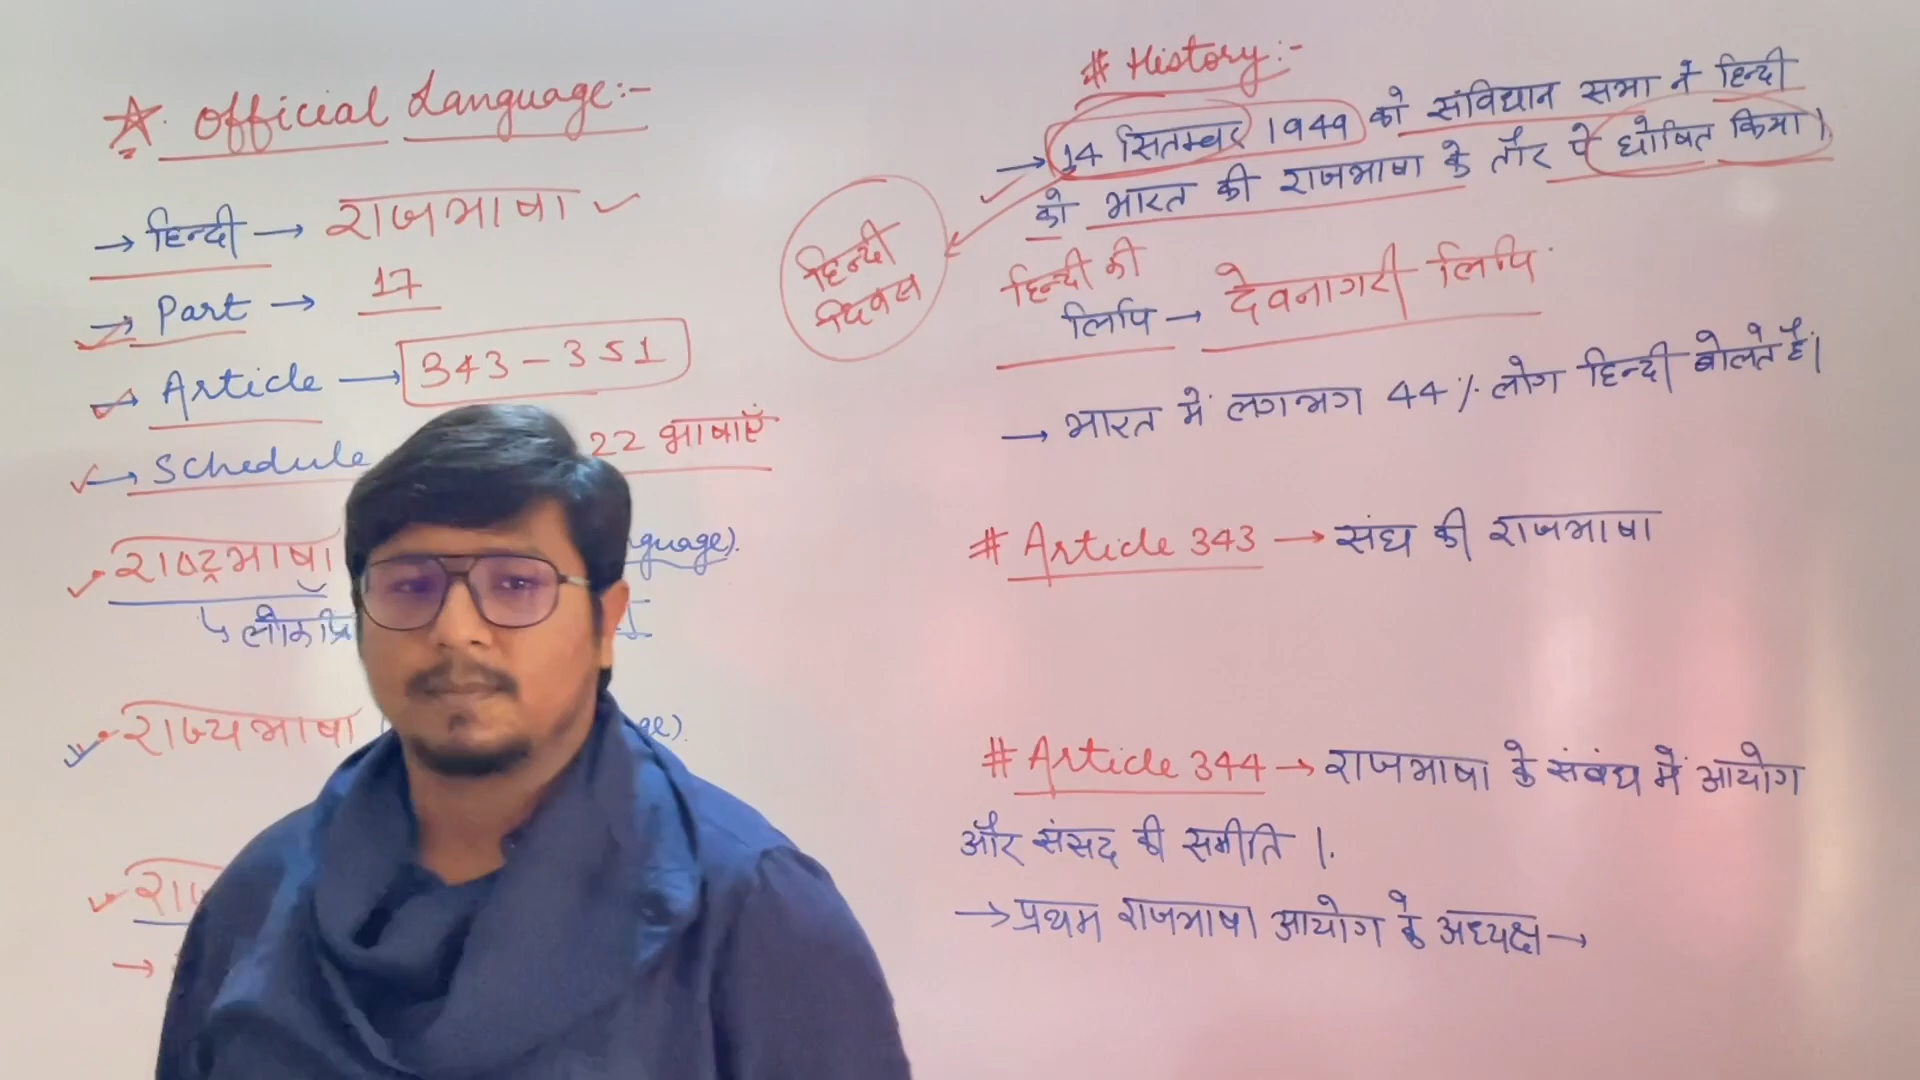 ☆ Official Language:-
→ हिन्दी → राजभाषा ✓
→ Part → 17
→ Article → 343 - 351
→ Schedule 22 भाषाएँ
राष्ट्रभाषा guage).
↳
राज्यभाषा ge).
# History:-
→ 14 सितम्बर 1949 को संविधान सभा ने हिन्दी
को भारत की राजभाषा के तौर पे घोषित किया।
हिन्दी
दिवस
हिन्दी की
लिपि → देवनागरी लिपि
→ भारत में लगभग 44% लोग हिन्दी बोलते हैं।
# Article 343 → संघ की राजभाषा
# Article 344 → राजभाषा के संबंध में आयोग
और संसद की समीति।
→ प्रथम राजभाषा आयोग के अध्यक्ष →